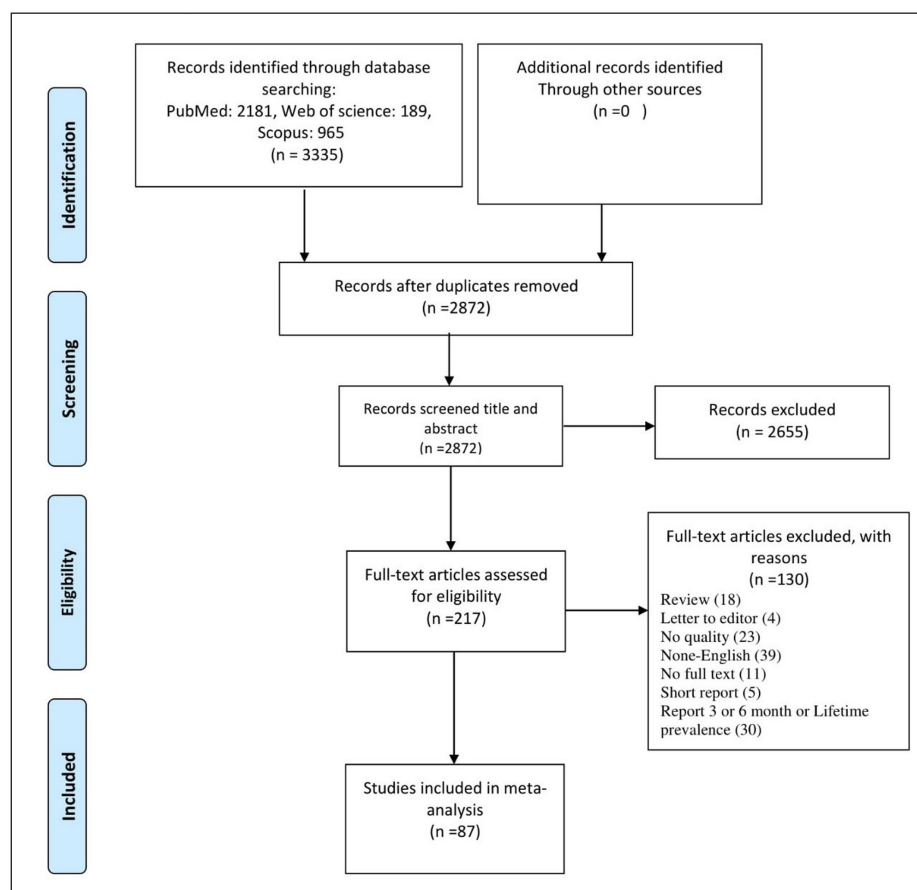 Identification
Records identified through database
searching:
PubMed: 2181, Web of science: 189,
Scopus: 965
(n = 3335)
Additional records identified
Through other sources
(n =0   )
Records after duplicates removed
(n =2872)
Screening
Records screened title and
abstract
(n =2872)
Records excluded
(n = 2655)
Eligibility
Full-text articles assessed
for eligibility
(n =217)
Full-text articles excluded, with
reasons
(n =130)
Review (18)
Letter to editor (4)
No quality (23)
None-English (39)
No full text (11)
Short report (5)
Report 3 or 6 month or Lifetime
prevalence (30)
Included
Studies included in meta-
analysis
(n =87)